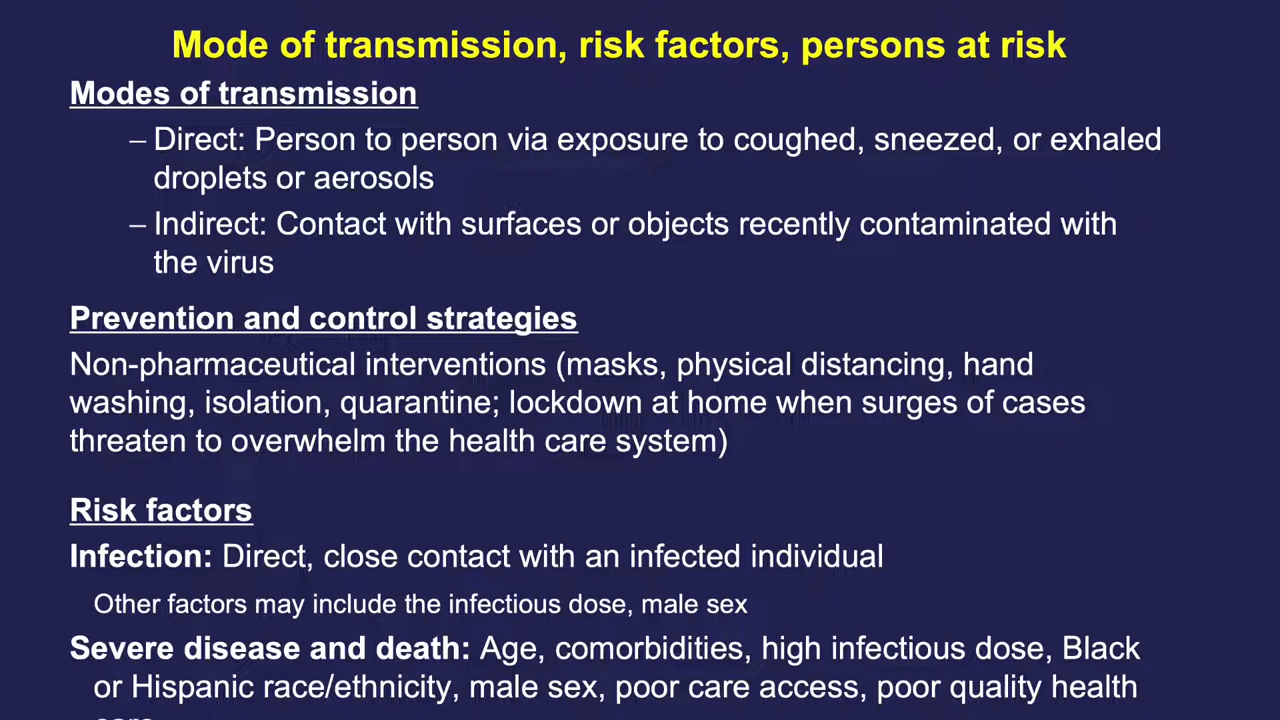 Mode of transmission, risk factors, persons at risk
Modes of transmission
– Direct: Person to person via exposure to coughed, sneezed, or exhaled
droplets or aerosols
– Indirect: Contact with surfaces or objects recently contaminated with
the virus
Prevention and control strategies
Non-pharmaceutical interventions (masks, physical distancing, hand
washing, isolation, quarantine; lockdown at home when surges of cases
threaten to overwhelm the health care system)
Risk factors
Infection: Direct, close contact with an infected individual
Other factors may include the infectious dose, male sex
Severe disease and death: Age, comorbidities, high infectious dose, Black
or Hispanic race/ethnicity, male sex, poor care access, poor quality health